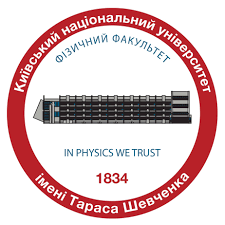 Київський національний університет
ФІЗИЧНИЙ ФАКУЛЬТЕТ
IN PHYSICS WE TRUST
1834
імені Тараса Шевченка